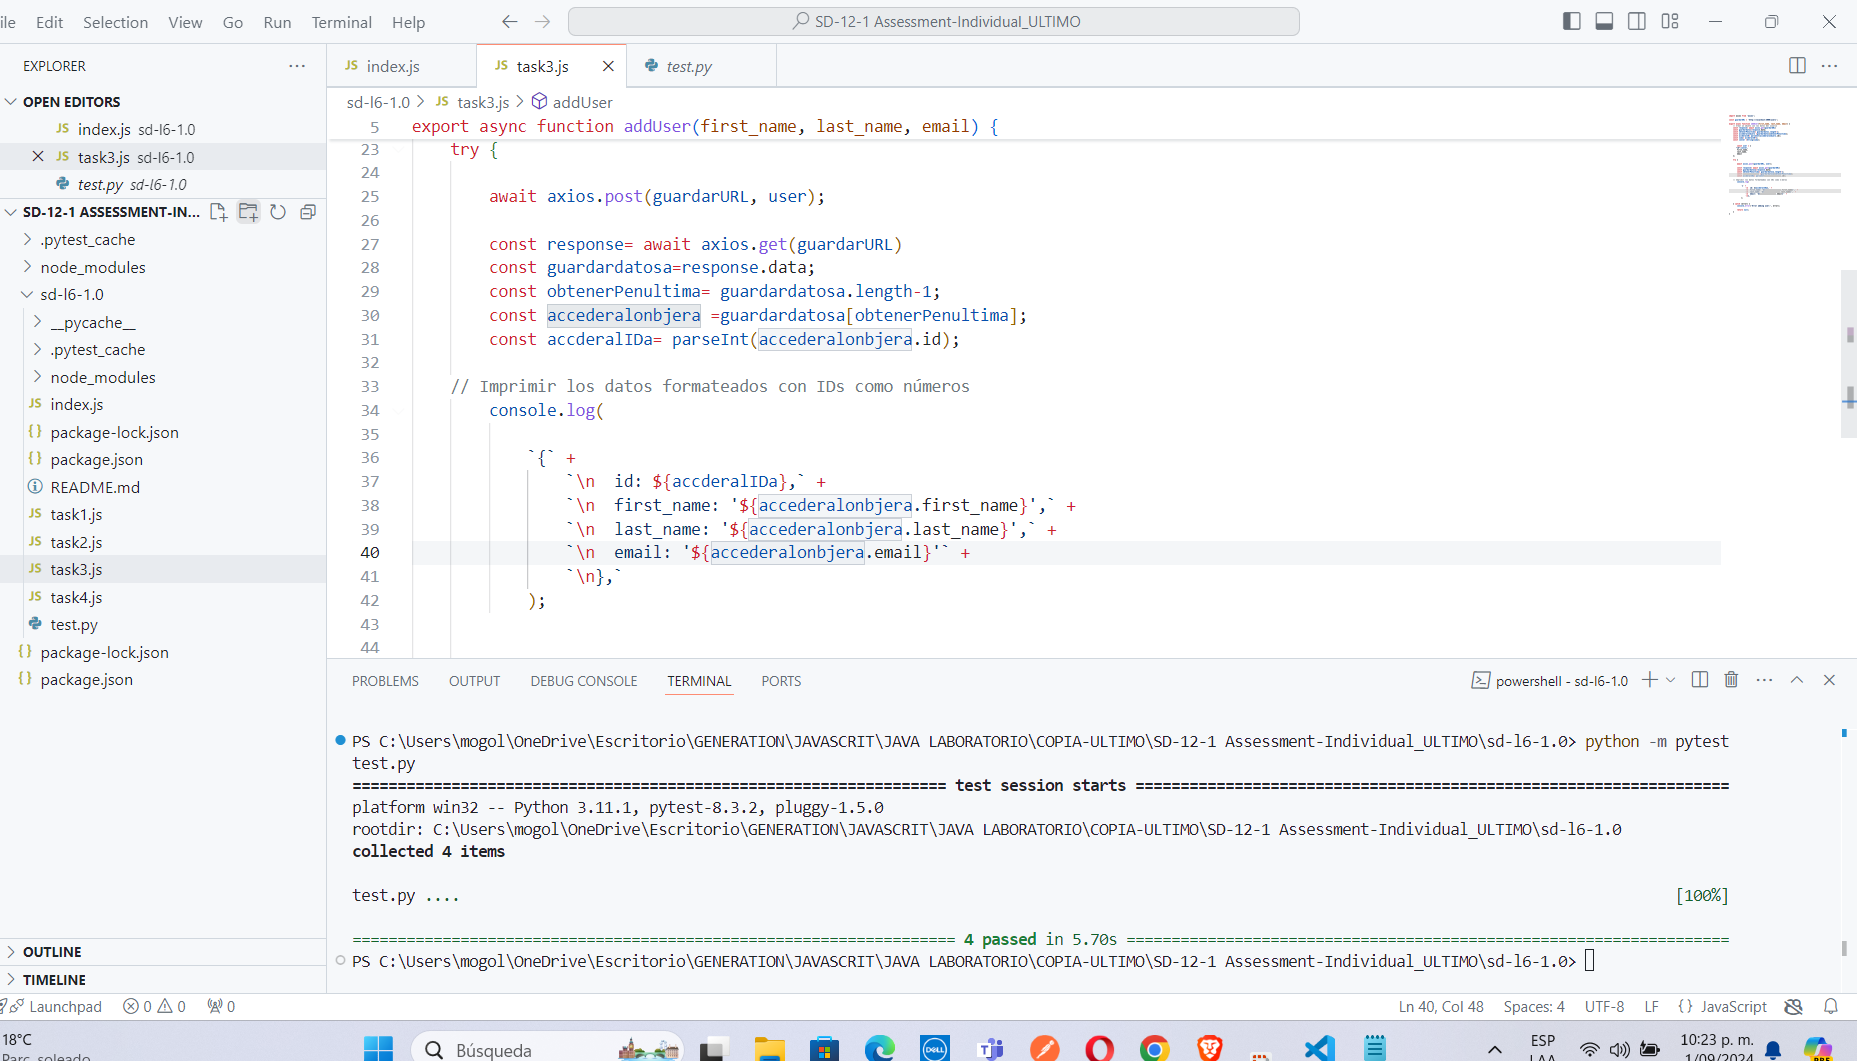 ile Edit Selection View Go Run Terminal Help
SD-12-1 Assessment-Individual_ULTIMO
EXPLORER
OPEN EDITORS
JS index.js sd-l6-1.0
JS task3.js sd-l6-1.0
test.py sd-l6-1.0
SD-12-1 ASSESSMENT-IN...
.pytest_cache
node_modules
sd-l6-1.0
__pycache__
.pytest_cache
node_modules
JS index.js
{} package-lock.json
{} package.json
README.md
JS task1.js
JS task2.js
JS task3.js
JS task4.js
test.py
{} package-lock.json
{} package.json
OUTLINE
TIMELINE
JS index.js
JS task3.js
test.py
sd-l6-1.0 > JS task3.js > addUser
5 export async function addUser(first_name, last_name, email) {
23 try {
24
25 await axios.post(guardarURL, user);
26
27 const response= await axios.get(guardarURL)
28 const guardardatosa=response.data;
29 const obtenerPenultima= guardardatosa.length-1;
30 const accederalonbjera =guardardatosa[obtenerPenultima];
31 const accderalIDa= parseInt(accederalonbjera.id);
32
33 // Imprimir los datos formateados con IDs como números
34 console.log(
35
36 `{` +
37 `\n  id: ${accderalIDa},` +
38 `\n  first_name: '${accederalonbjera.first_name}',` +
39 `\n  last_name: '${accederalonbjera.last_name}',` +
40 `\n  email: '${accederalonbjera.email}'` +
41 `\n},`
42 );
43
44
PROBLEMS OUTPUT DEBUG CONSOLE TERMINAL PORTS
powershell - sd-l6-1.0
PS C:\Users\mogol\OneDrive\Escritorio\GENERATION\JAVASCRIT\JAVA LABORATORIO\COPIA-ULTIMO\SD-12-1 Assessment-Individual_ULTIMO\sd-l6-1.0> python -m pytest
test.py
================================================================= test session starts =================================================================
platform win32 -- Python 3.11.1, pytest-8.3.2, pluggy-1.5.0
rootdir: C:\Users\mogol\OneDrive\Escritorio\GENERATION\JAVASCRIT\JAVA LABORATORIO\COPIA-ULTIMO\SD-12-1 Assessment-Individual_ULTIMO\sd-l6-1.0
collected 4 items
test.py .... [100%]
================================================================== 4 passed in 5.70s ==================================================================
PS C:\Users\mogol\OneDrive\Escritorio\GENERATION\JAVASCRIT\JAVA LABORATORIO\COPIA-ULTIMO\SD-12-1 Assessment-Individual_ULTIMO\sd-l6-1.0>
Launchpad 0 0 0
Ln 40, Col 48 Spaces: 4 UTF-8 LF {} JavaScript
18°C
Parc. soleado
Búsqueda
DELL
ESP
LAA
10:23 p. m.
1/09/2024
PRE